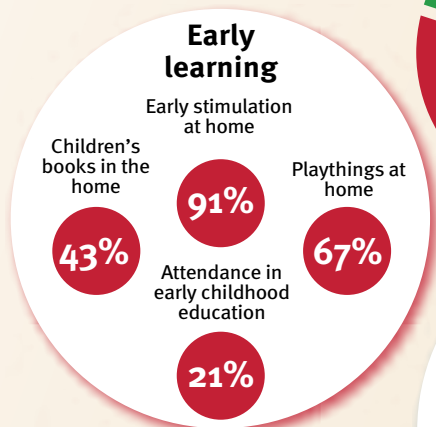 Early
learning
Early stimulation
at home
91%
Children's
books in the
home
43%
Playthings at
home
67%
Attendance in
early childhood
education
21%